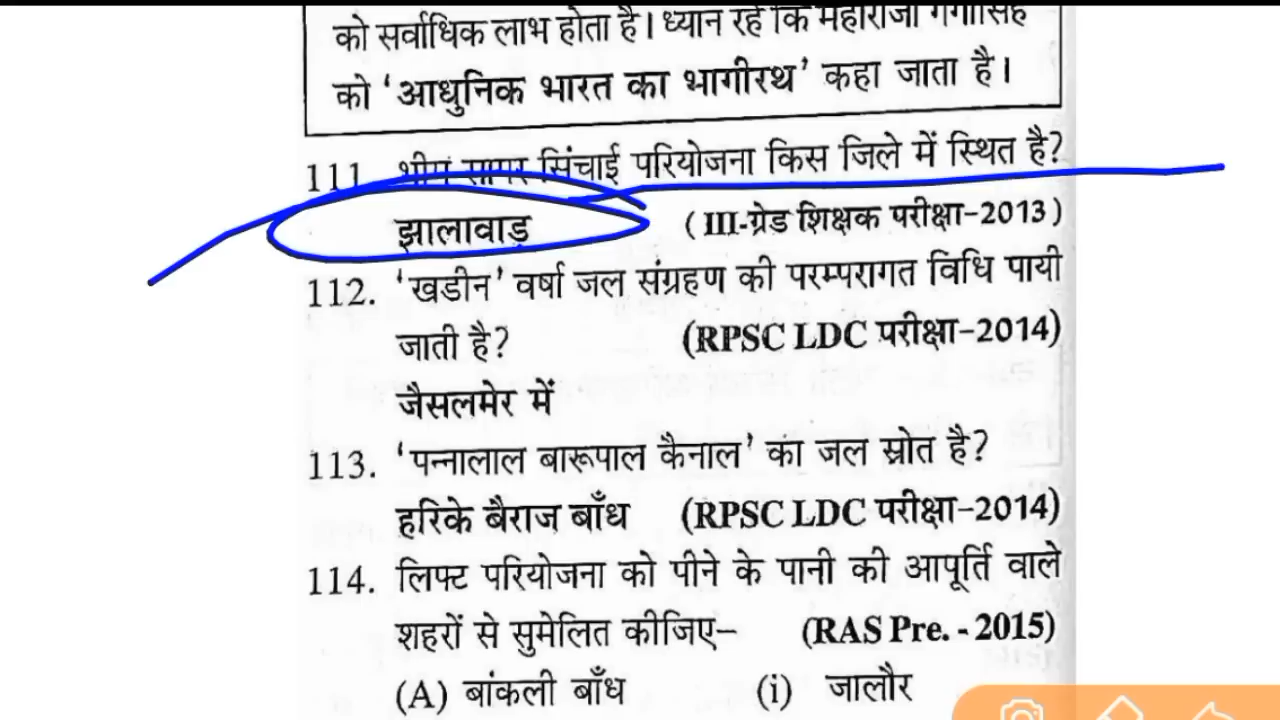 को सर्वाधिक लाभ होता है। ध्यान रहे कि महाराजा गंगासिंह
को 'आधुनिक भारत का भागीरथ' कहा जाता है।
111. भीम सागर सिंचाई परियोजना किस जिले में स्थित है?
झालावाड़ (III-ग्रेड शिक्षक परीक्षा-2013)
112. 'खडीन' वर्षा जल संग्रहण की परम्परागत विधि पायी
जाती है? (RPSC LDC परीक्षा-2014)
जैसलमेर में
113. 'पन्नालाल बारूपाल कैनाल' का जल स्रोत है?
हरिके बैराज बाँध (RPSC LDC परीक्षा-2014)
114. लिफ्ट परियोजना को पीने के पानी की आपूर्ति वाले
शहरों से सुमेलित कीजिए– (RAS Pre. - 2015)
(A) बांकली बाँध (i) जालौर